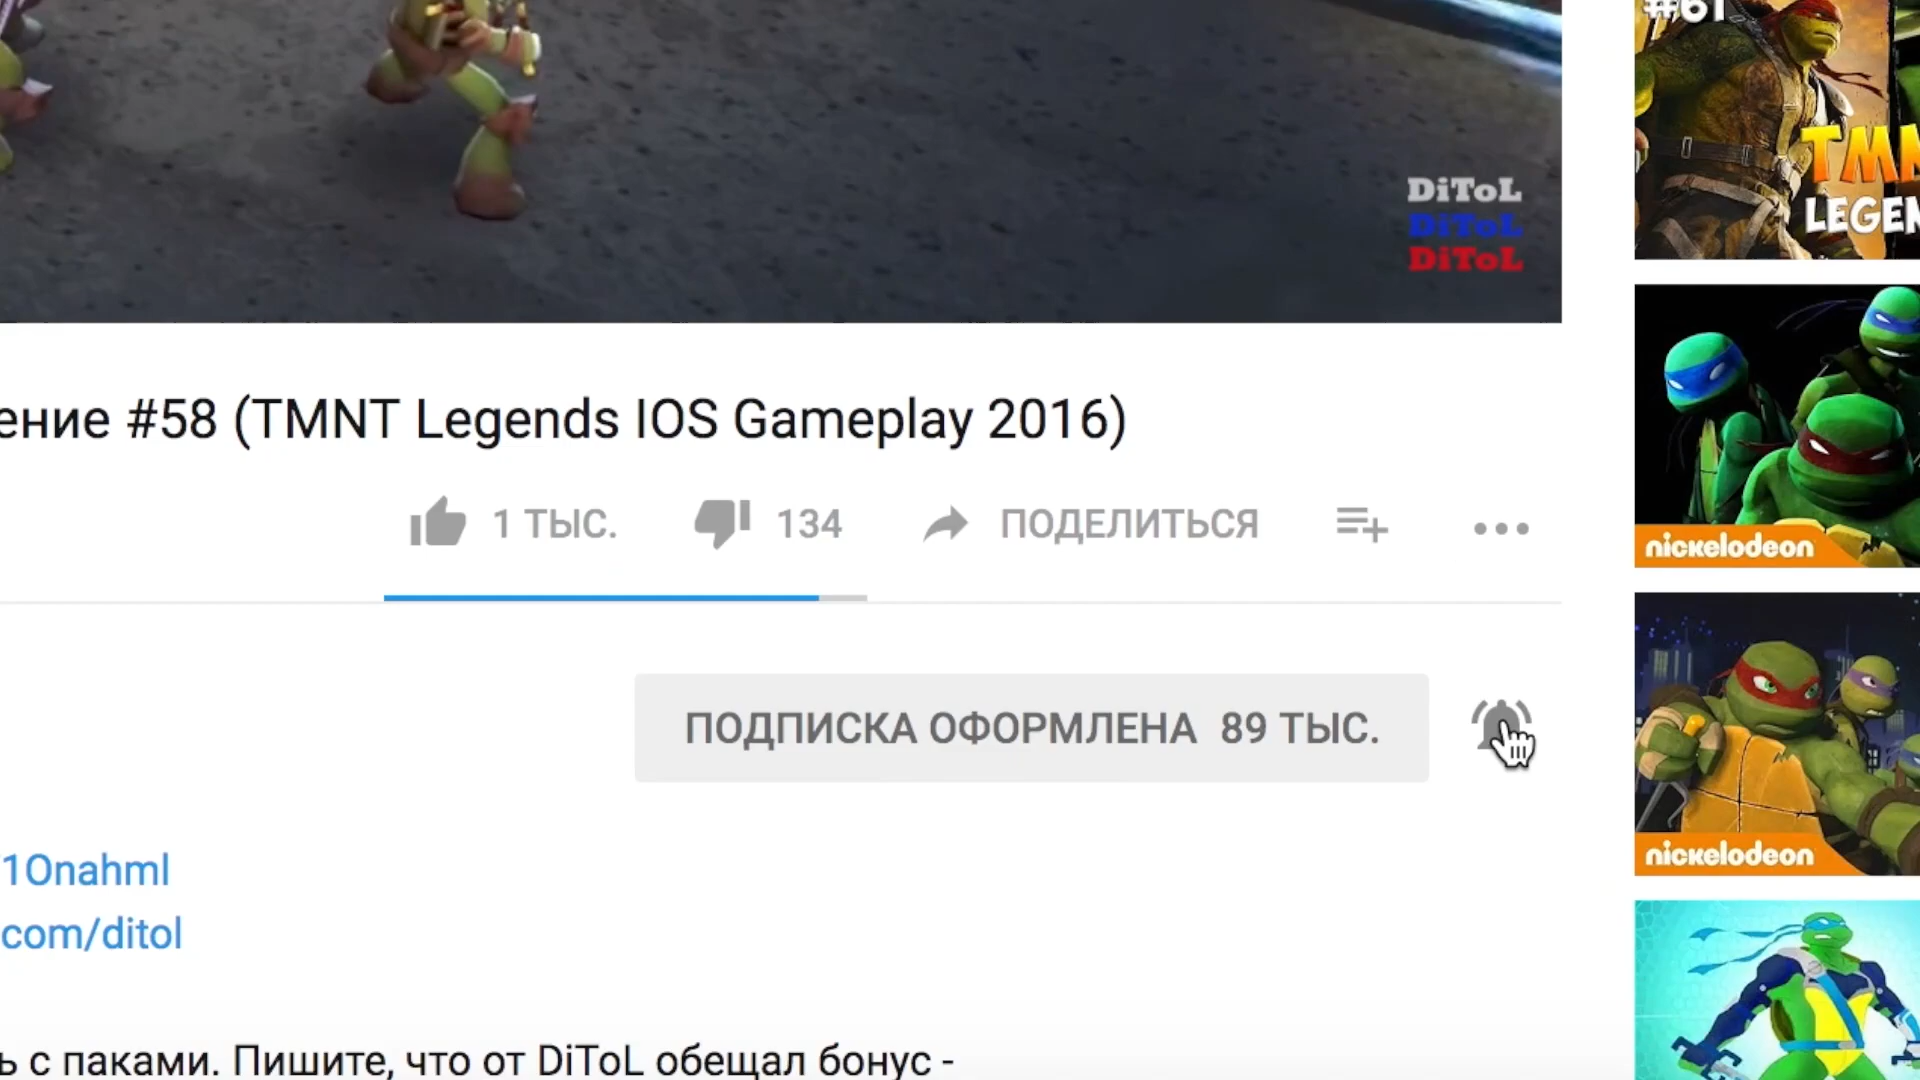 #61
TMN
LEGEN
DiToL
DiToL
DiToL
ение #58 (TMNT Legends IOS Gameplay 2016)
1 ТЫС. 134 ПОДЕЛИТЬСЯ
nickelodeon
ПОДПИСКА ОФОРМЛЕНА 89 ТЫС.
nickelodeon
1Onahml
com/ditol
ь с паками. Пишите, что от DiToL обещал бонус -